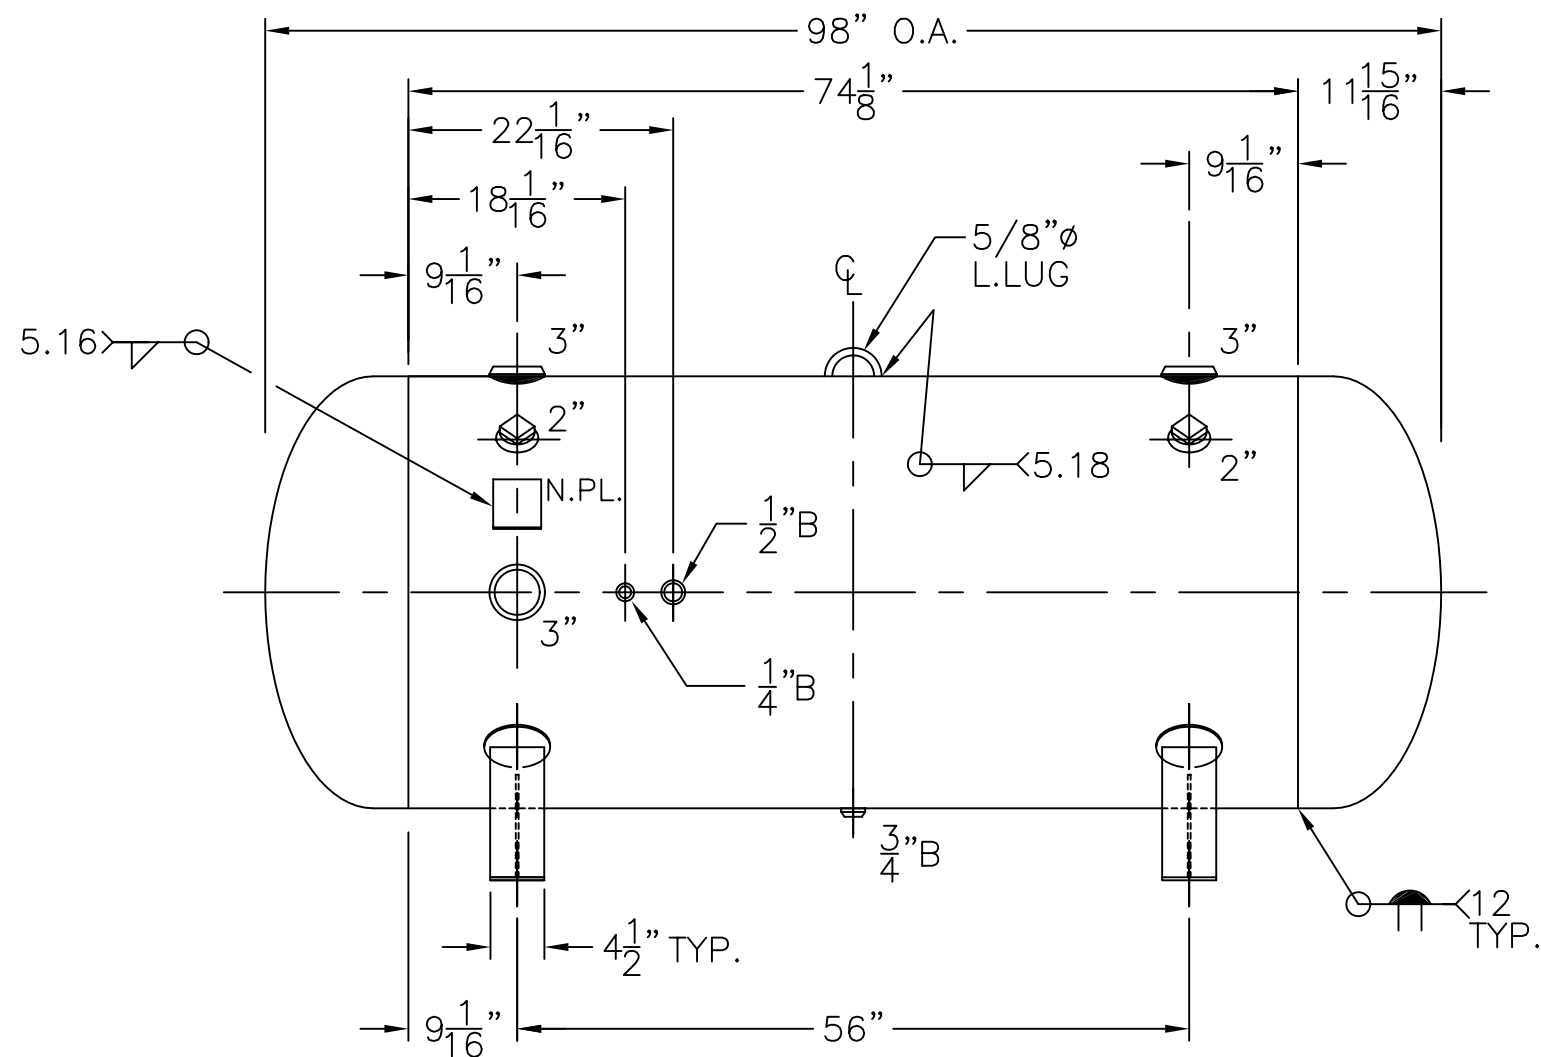 98” O.A.
74 1/8”
11 15/16”
22 1/16”
9 1/16”
18 1/16”
5/8”ø
L.LUG
℄
9 1/16”
5.16
3”
3”
2”
5.18
2”
N.PL.
1/2”B
3”
1/4”B
3/4”B
12
TYP.
4 1/2” TYP.
9 1/16”
56”